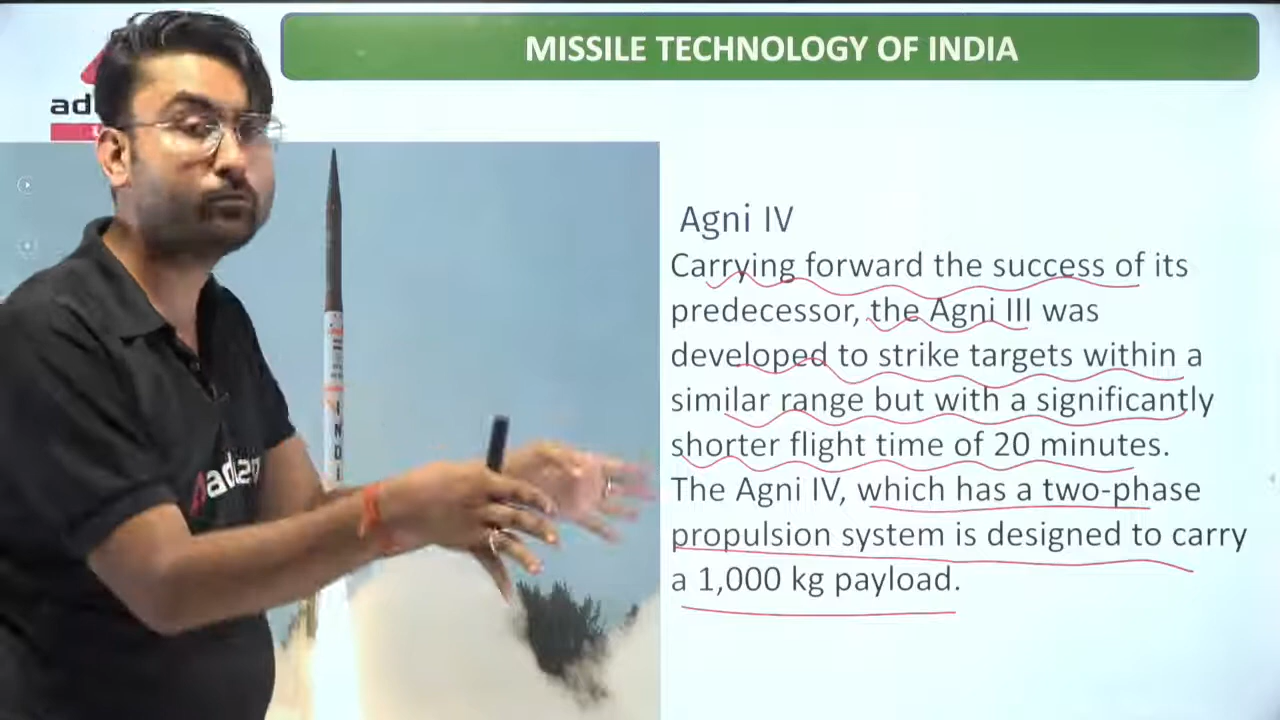 MISSILE TECHNOLOGY OF INDIA
ad
Agni IV
Carrying forward the success of its
predecessor, the Agni III was
developed to strike targets within a
similar range but with a significantly
shorter flight time of 20 minutes.
The Agni IV, which has a two-phase
propulsion system is designed to carry
a 1,000 kg payload.
INDI